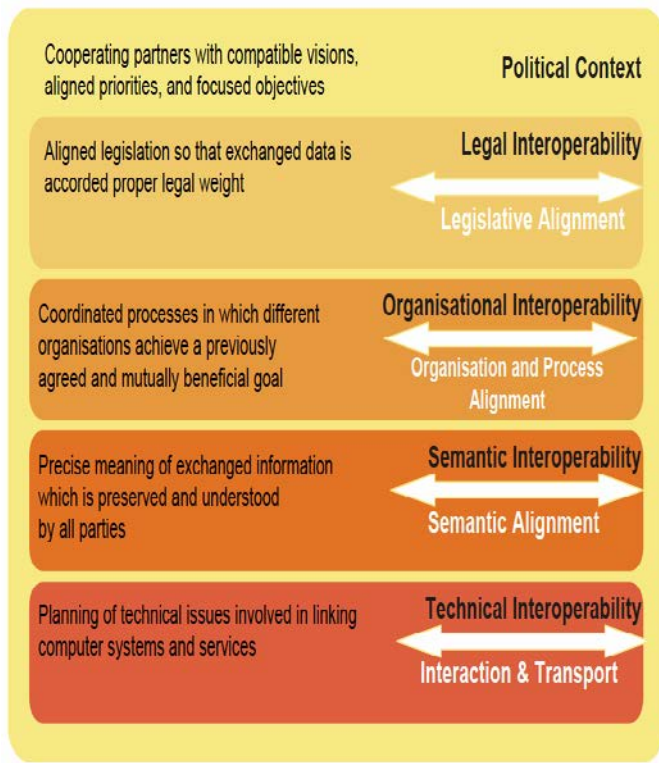 Cooperating partners with compatible visions,
aligned priorities, and focused objectives
Political Context
Aligned legislation so that exchanged data is
accorded proper legal weight
Legal Interoperability
Legislative Alignment
Coordinated processes in which different
organisations achieve a previously
agreed and mutually beneficial goal
Organisational Interoperability
Organisation and Process
Alignment
Precise meaning of exchanged information
which is preserved and understood
by all parties
Semantic Interoperability
Semantic Alignment
Planning of technical issues involved in linking
computer systems and services
Technical Interoperability
Interaction & Transport